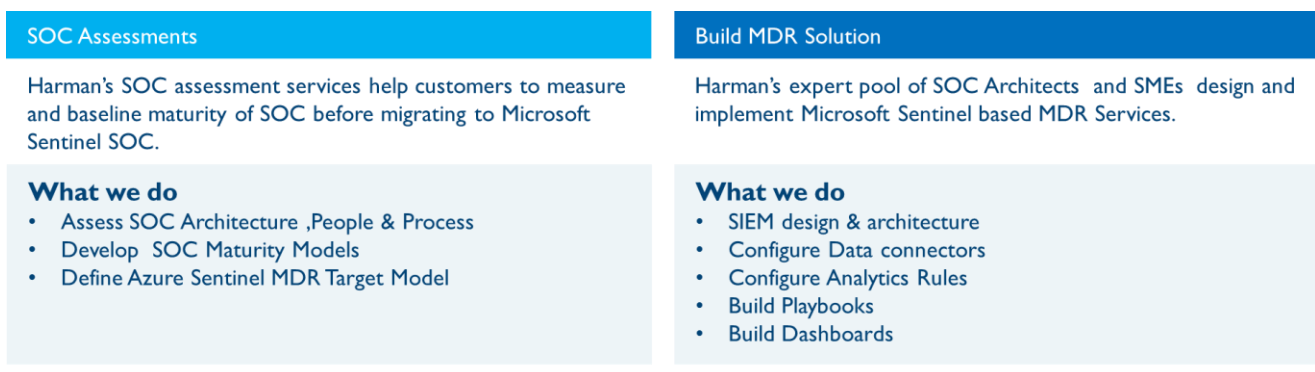 SOC Assessments
Harman's SOC assessment services help customers to measure
and baseline maturity of SOC before migrating to Microsoft
Sentinel SOC.
What we do
• Assess SOC Architecture ,People & Process
• Develop SOC Maturity Models
• Define Azure Sentinel MDR Target Model
Build MDR Solution
Harman's expert pool of SOC Architects and SMEs design and
implement Microsoft Sentinel based MDR Services.
What we do
• SIEM design & architecture
• Configure Data connectors
• Configure Analytics Rules
• Build Playbooks
• Build Dashboards